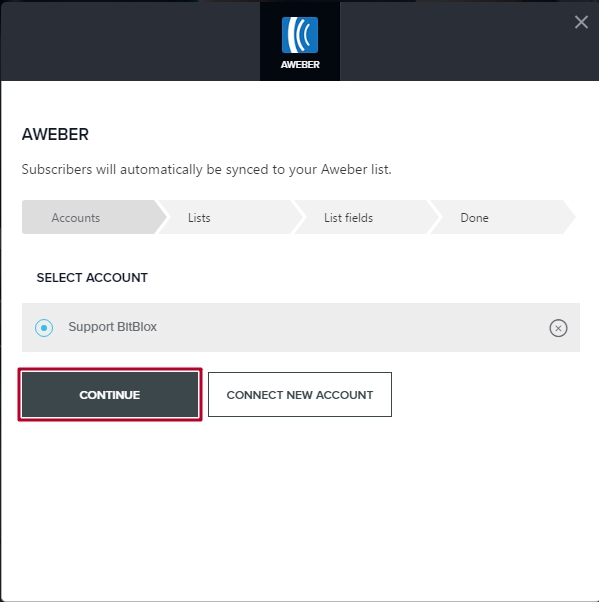 AWEBER
AWEBER
Subscribers will automatically be synced to your Aweber list.
Accounts Lists List fields Done
SELECT ACCOUNT
Support BitBlox
CONTINUE CONNECT NEW ACCOUNT